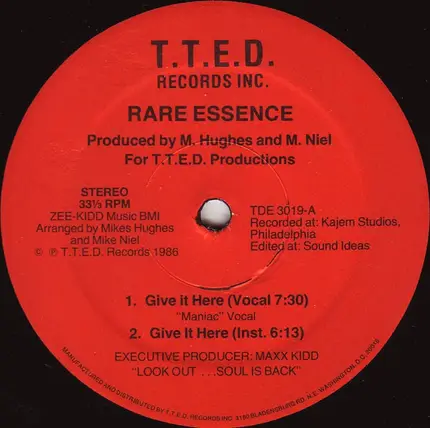 T.T.E.D.
RECORDS INC.
RARE ESSENCE
Produced by M. Hughes and M. Niel
For T.T.E.D. Productions
STEREO
33⅓ RPM
ZEE-KIDD Music BMI
Arranged by Mikes Hughes
and Mike Niel
© ℗ T.T.E.D. Records 1986
TDE 3019-A
Recorded at: Kajem Studios,
Philadelphia
Edited at: Sound Ideas
1. Give it Here (Vocal 7:30)
"Maniac" Vocal
2. Give It Here (Inst. 6:13)
EXECUTIVE PRODUCER: MAXX KIDD
"LOOK OUT ...SOUL IS BACK"
MANUFACTURED AND DISTRIBUTED BY T.T.E.D. RECORDS INC. BLADENSBURG RD. N.E. WASHINGTON, D.C.